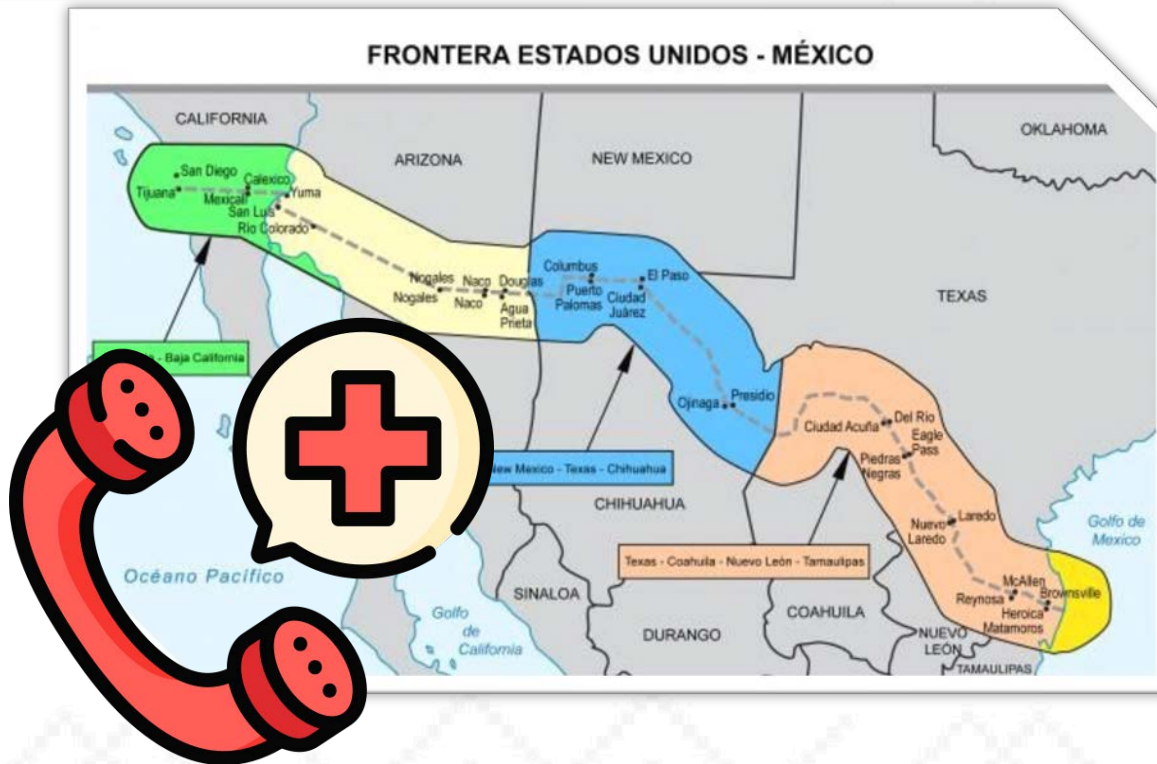 FRONTERA ESTADOS UNIDOS - MÉXICO
CALIFORNIA
ARIZONA
NEW MEXICO
OKLAHOMA
TEXAS
San Diego
Tijuana
Calexico
Mexicali
Yuma
San Luis
Río Colorado
Nogales
Nogales
Naco
Naco
Douglas
Agua
Prieta
Columbus
Puerto
Palomas
El Paso
Ciudad
Juárez
Ojinaga
Presidio
Ciudad Acuña
Del Río
Eagle
Pass
Piedras
Negras
Nuevo
Laredo
Laredo
McAllen
Reynosa
Brownsville
Heroica
Matamoros
- Baja California
New Mexico - Texas - Chihuahua
Texas - Coahuila - Nuevo León - Tamaulipas
CHIHUAHUA
SINALOA
DURANGO
COAHUILA
NUEVO
LEÓN
TAMAULIPAS
Océano Pacífico
Golfo
de
California
Golfo de
Mexico